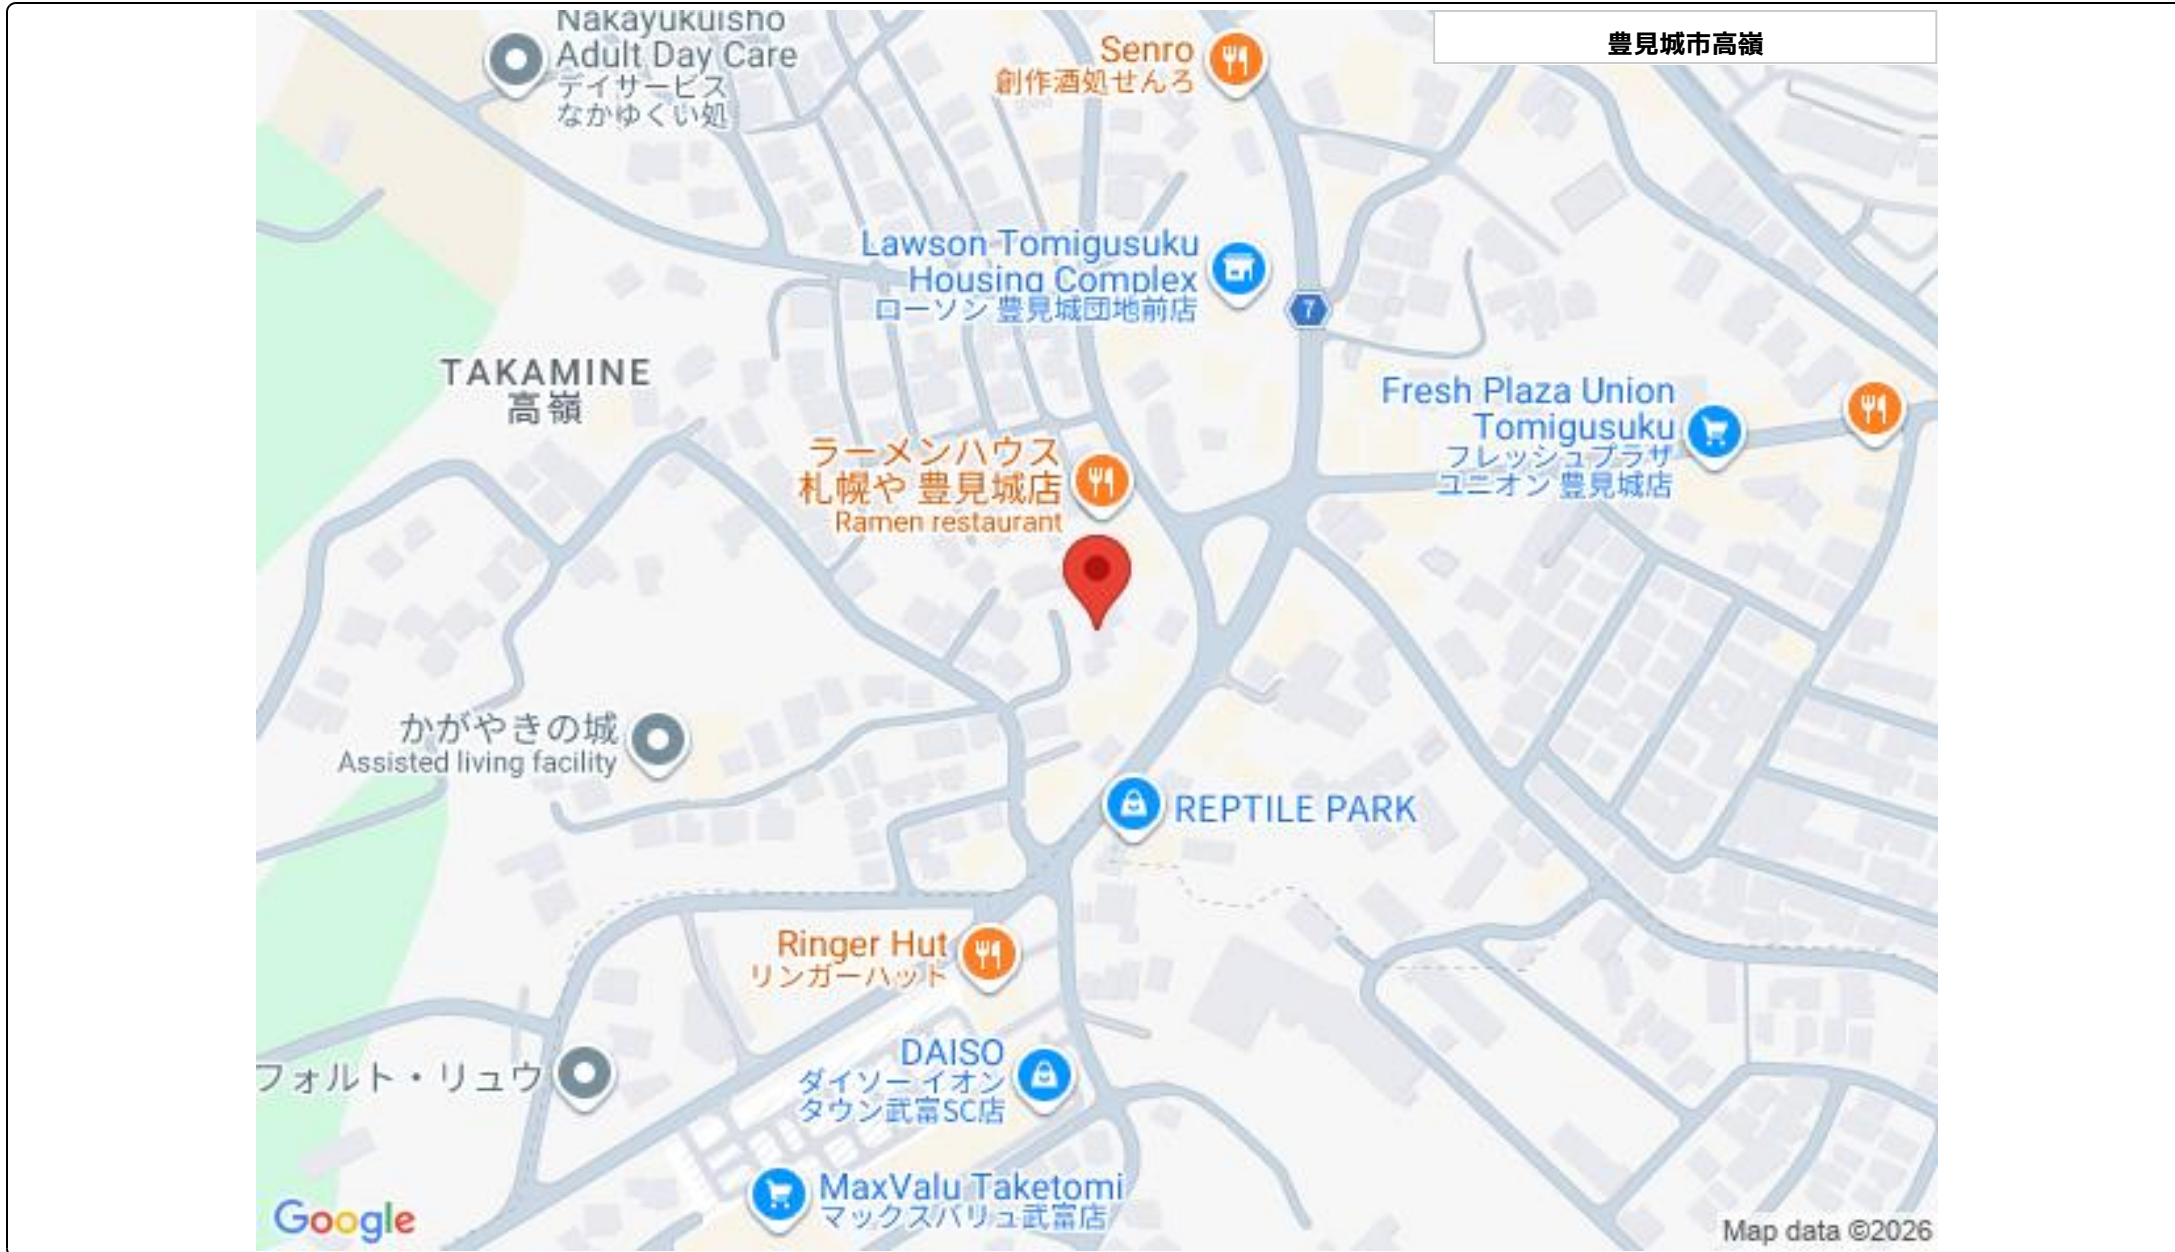 Nakayukuisho
Adult Day Care
デイサービス
なかゆくい処
Senro
創作酒処せんろ
豊見城市高嶺
Lawson Tomigusuku
Housing Complex
ローソン 豊見城団地前店
7
TAKAMINE
高嶺
Fresh Plaza Union
Tomigusuku
フレッシュプラザ
ユニオン 豊見城店
ラーメンハウス
札幌や 豊見城店
Ramen restaurant
かがやきの城
Assisted living facility
REPTILE PARK
Ringer Hut
リンガーハット
DAISO
ダイソー イオン
タウン武富SC店
フォルト・リュウ
MaxValu Taketomi
マックスバリュ武富店
Google
Map data ©2026